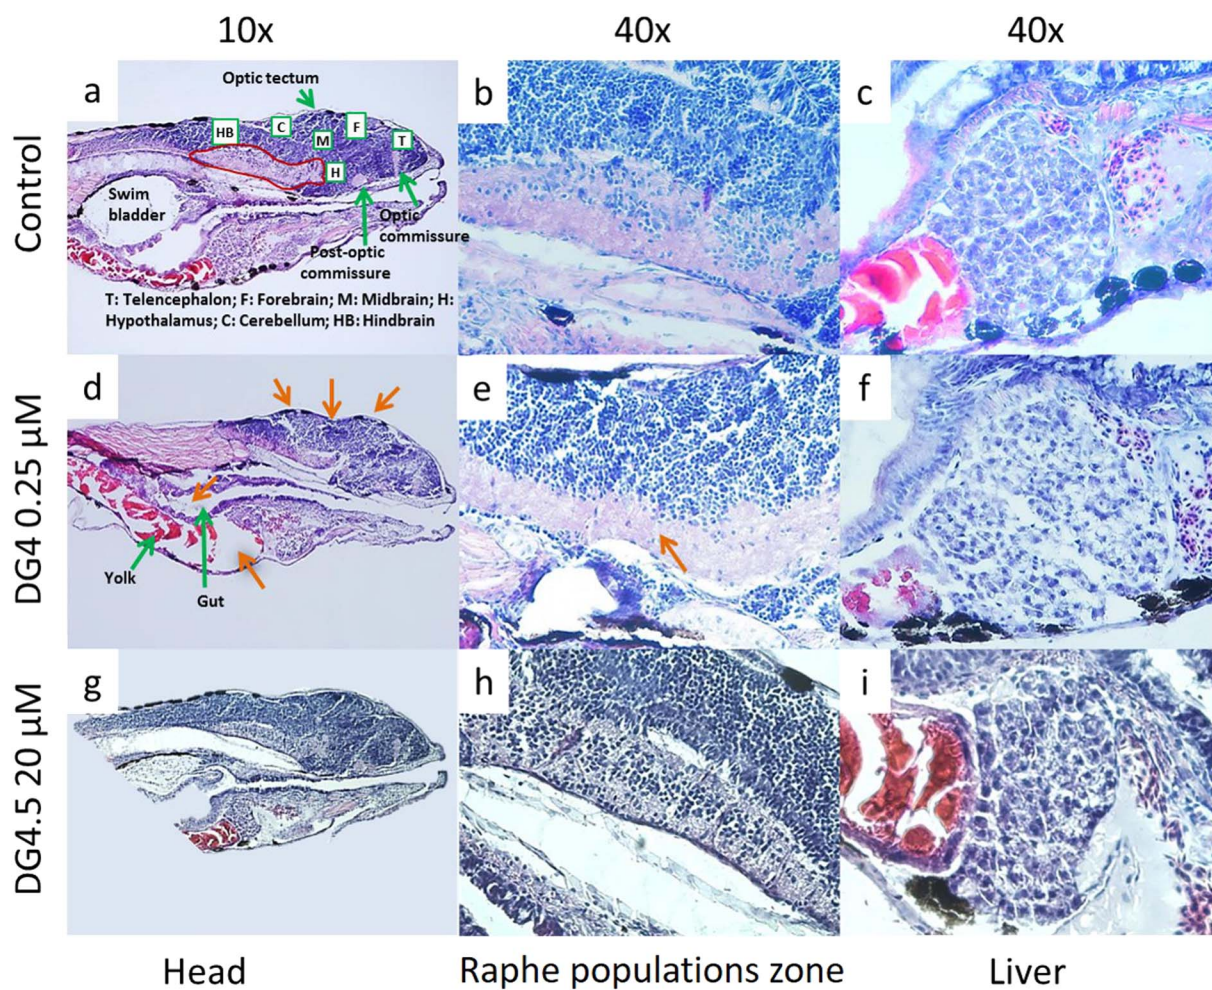 10x 40x 40x
Control
a
Optic tectum
HB C M F T H
Swim
bladder
Optic
commissure
Post-optic
commissure
T: Telencephalon; F: Forebrain; M: Midbrain; H:
Hypothalamus; C: Cerebellum; HB: Hindbrain
b
c
DG4 0.25 µM
d
Yolk
Gut
e
f
DG4.5 20 µM
g
h
i
Head Raphe populations zone Liver